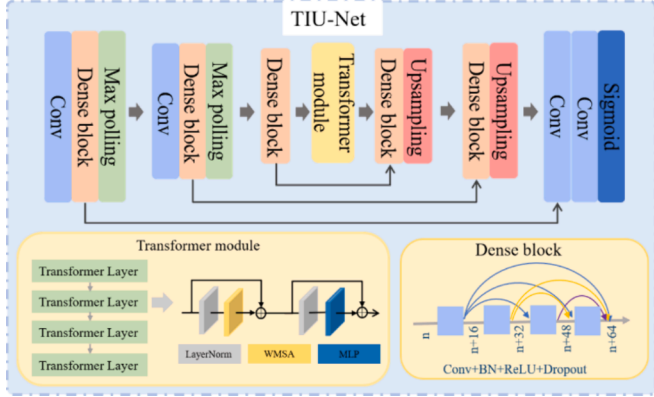 TIU-Net
Conv
Dense block
Max polling
Conv
Dense block
Max polling
Dense block
Transformer
module
Dense block
Upsampling
Dense block
Upsampling
Conv
Conv
Sigmoid
Transformer module
Transformer Layer
Transformer Layer
Transformer Layer
Transformer Layer
LayerNorm
WMSA
MLP
Dense block
n
n+16
n+32
n+48
n+64
Conv+BN+ReLU+Dropout